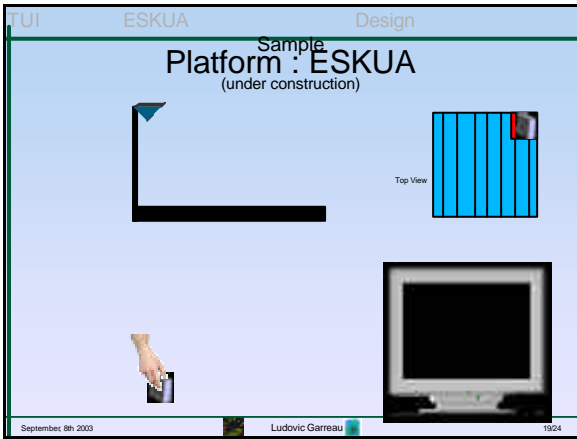 TUI ESKUA Design
Sample
Platform : ESKUA
(under construction)
Top View
September, 8th 2003 Ludovic Garreau 19/24